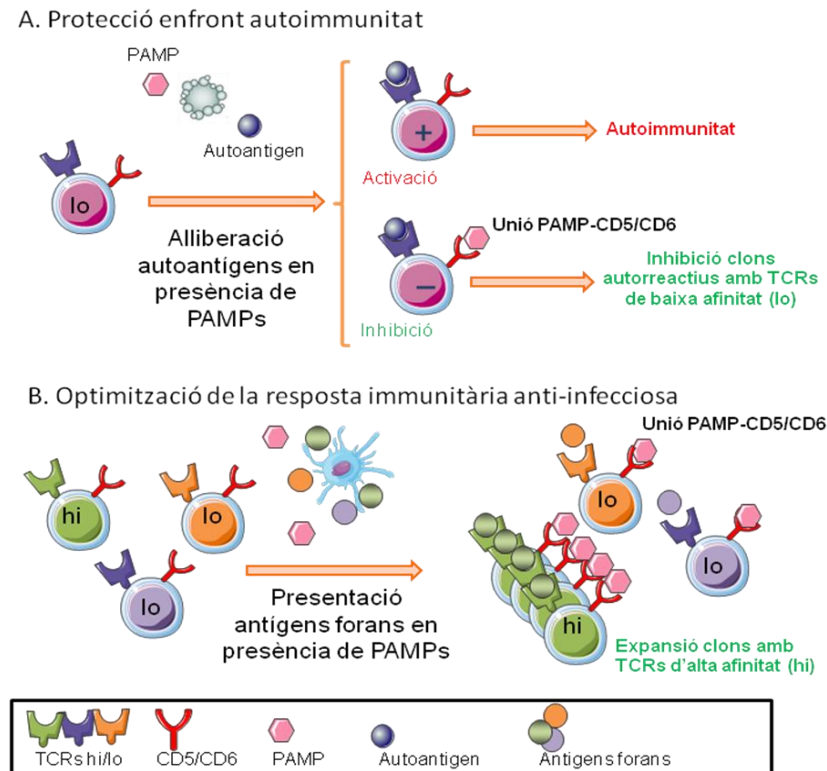 A. Protecció enfront autoimmunitat
PAMP
Autoantigen
lo
Alliberació
autoantígens en
presència de
PAMPs
+
Activació
Autoimmunitat
Unió PAMP-CD5/CD6
−
Inhibició
Inhibició clons
autorreactius amb TCRs
de baixa afinitat (lo)
B. Optimització de la resposta immunitària anti-infecciosa
Unió PAMP-CD5/CD6
hi
lo
lo
Presentació
antígens forans en
presència de PAMPs
lo
lo
hi
Expansió clons amb
TCRs d'alta afinitat (hi)
TCRs hi/lo
CD5/CD6
PAMP
Autoantigen
Antigens forans